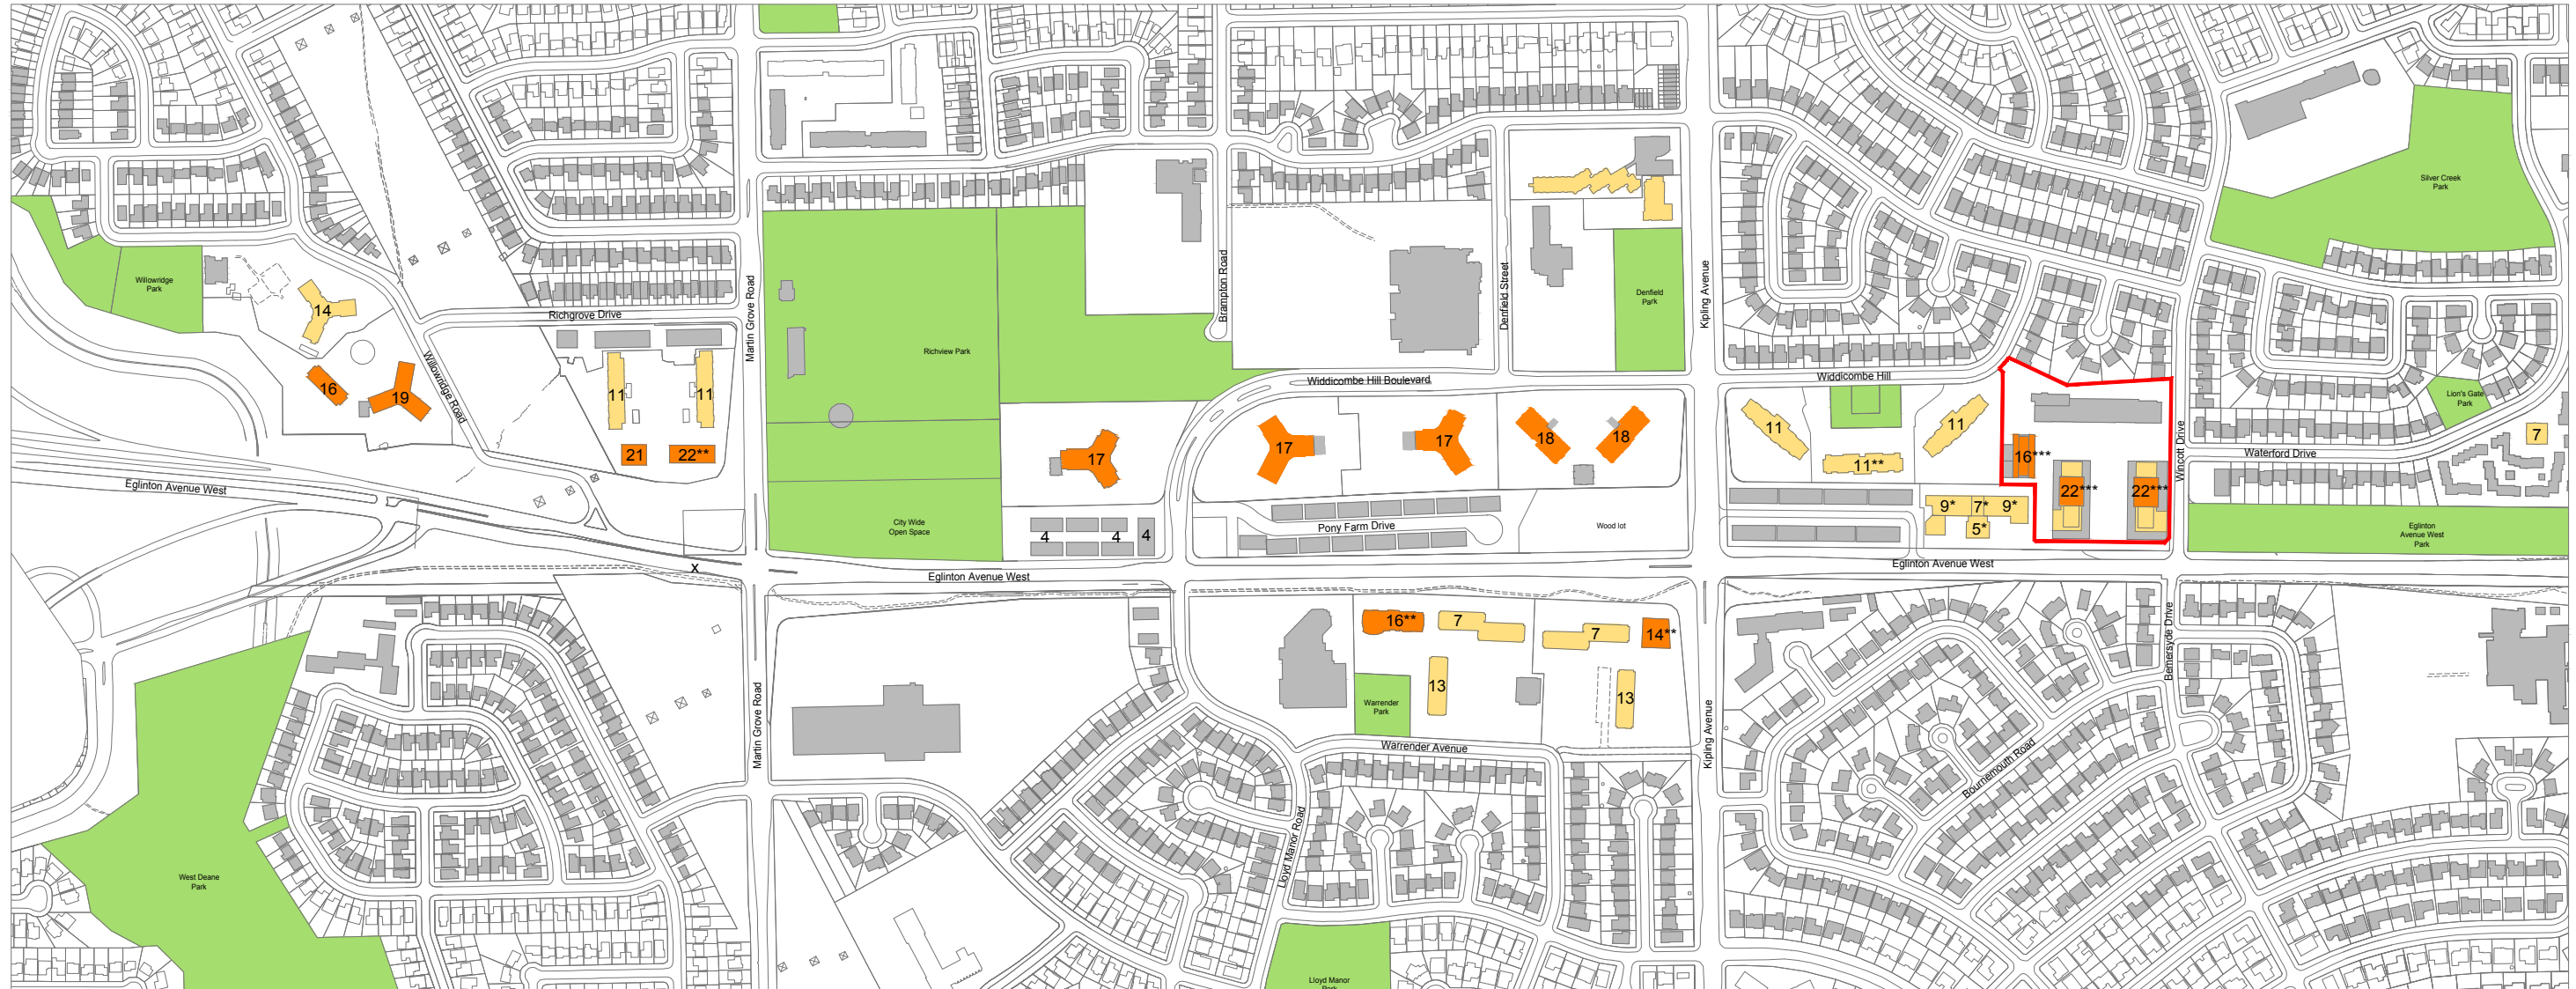 Silver Creek
Park
Willowridge
Park
14
Richgrove Drive
Martin Grove Road
Brampton Road
Denfield Street
Denfield
Park
Kipling Avenue
Richview Park
Willowridge Road
16
19
11
11
21
22**
Widdicombe Hill Boulevard
Widdicombe Hill
17
17
17
18
18
11
11
11**
16***
22***
22***
Wincott Drive
Lion's Gate
Park
7
Waterford Drive
Eglinton Avenue West
City Wide
Open Space
4
4
4
Pony Farm Drive
Wood lot
9*
7*
9*
5*
Eglinton
Avenue West
Park
x
Eglinton Avenue West
Eglinton Avenue West
16**
7
7
14**
13
13
Warrender
Park
Warrender Avenue
Martin Grove Road
Kipling Avenue
Bemersyde Drive
Bournemouth Road
Lloyd Manor Road
West Deane
Park
Lloyd Manor
Park